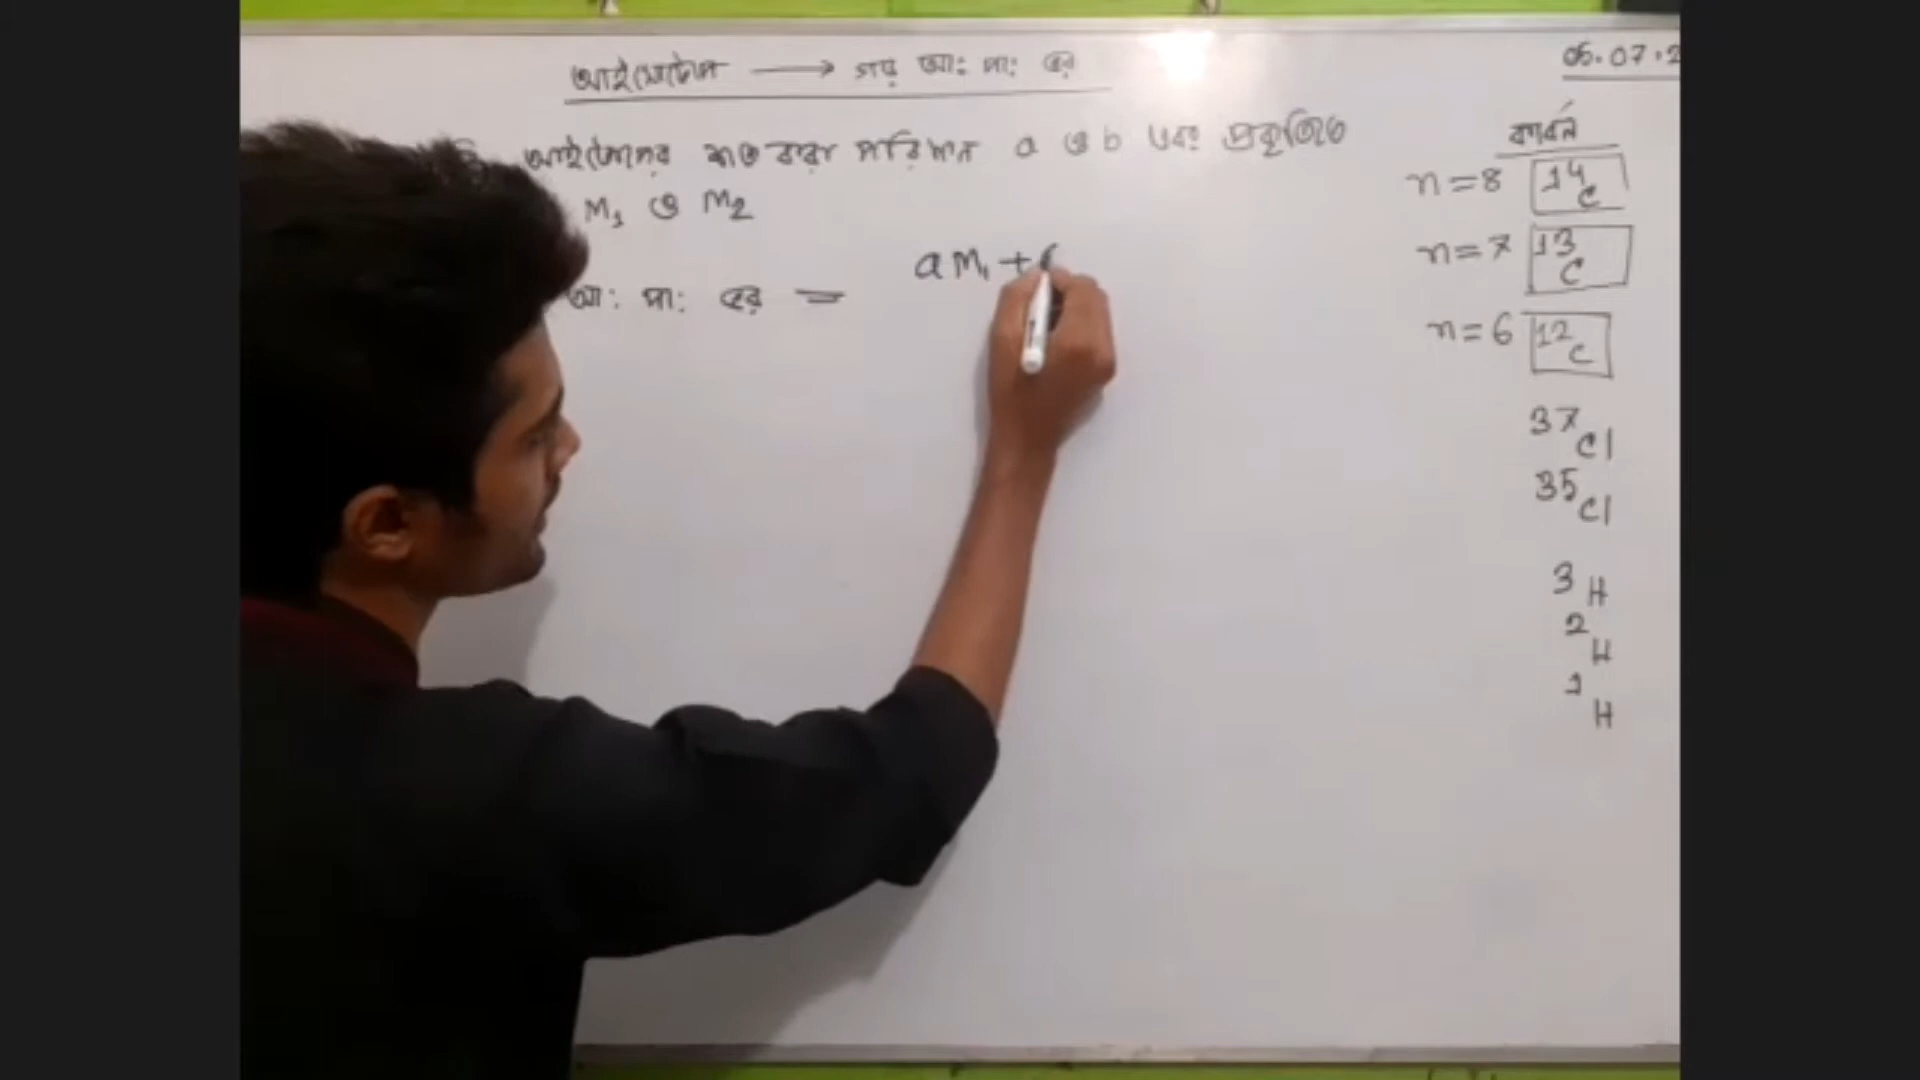 আইসোটোপ → গড় আঃ পাঃ ভর
05.07.2
আইসোটোপের শতকরা পরিমান a ও b এবং প্রকৃতিতে
M₁ ও M₂
আঃ পাঃ ভর = aM₁ +
কার্বন
n=8 ¹⁴C
n=7 ¹³C
n=6 ¹²C
³⁷Cl
³⁵Cl
³H
²H
¹H